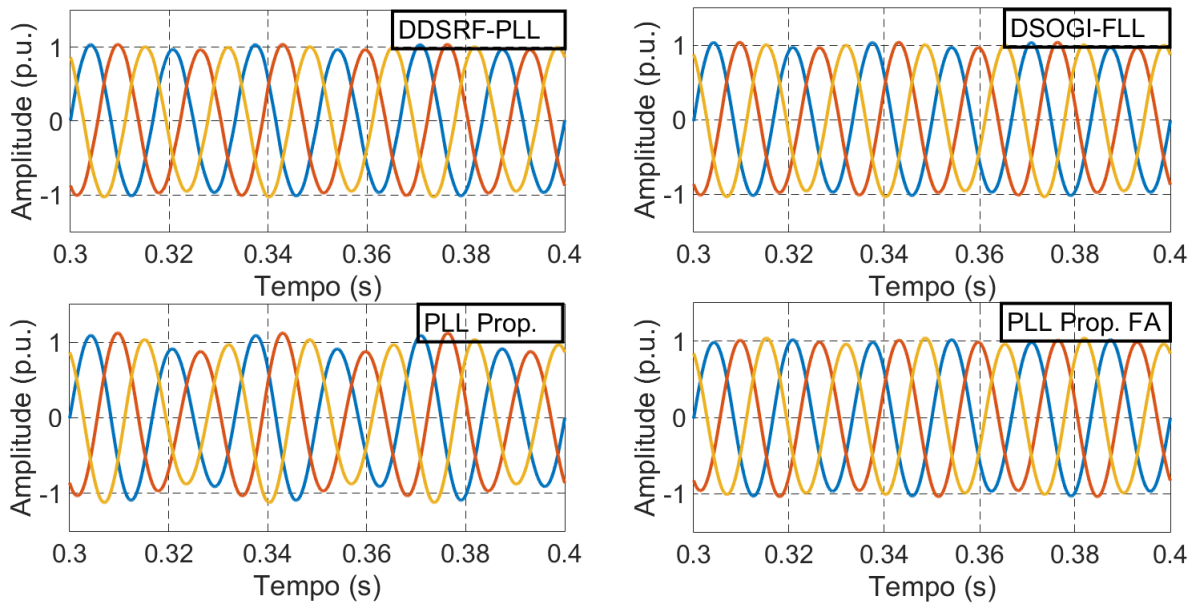 DDSRF-PLL
Amplitude (p.u.)
1
0
-1
0.3 0.32 0.34 0.36 0.38 0.4
Tempo (s)
DSOGI-FLL
Amplitude (p.u.)
1
0
-1
0.3 0.32 0.34 0.36 0.38 0.4
Tempo (s)
PLL Prop.
Amplitude (p.u.)
1
0
-1
0.3 0.32 0.34 0.36 0.38 0.4
Tempo (s)
PLL Prop. FA
Amplitude (p.u.)
1
0
-1
0.3 0.32 0.34 0.36 0.38 0.4
Tempo (s)